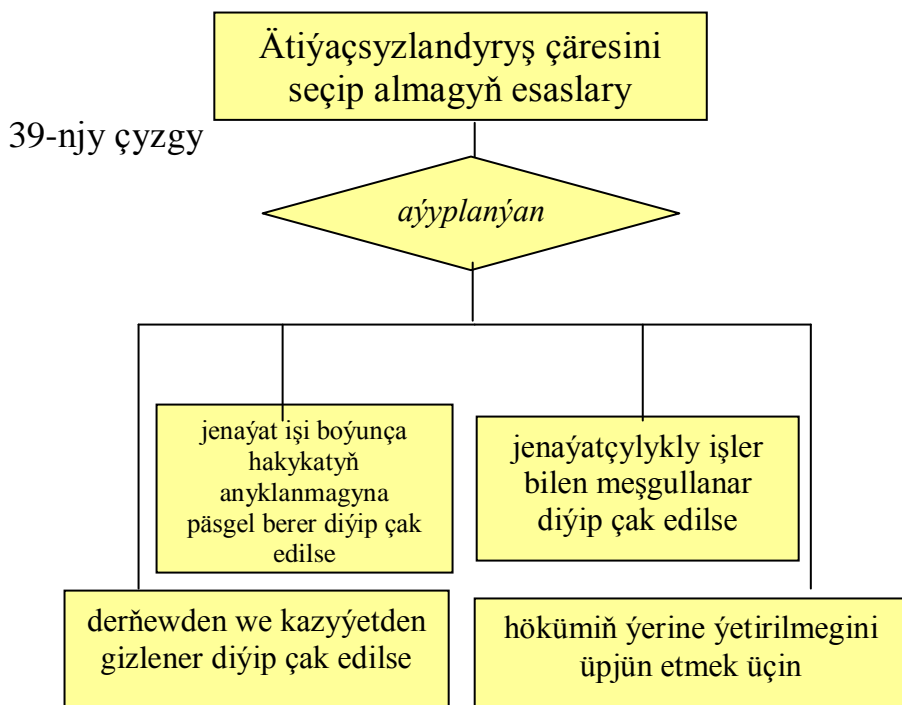 Ätiýaçsyzlandyryş çäresini
seçip almagyň esaslary
39-njy çyzgy
aýyplanýan
jenaýat işi boýunça
hakykatyň
anyklanmagyna
päsgel berer diýip çak
edilse
jenaýatçylykly işler
bilen meşgullanar
diýip çak edilse
derňewden we kazyýetden
gizlener diýip çak edilse
hökümiň ýerine ýetirilmegini
üpjün etmek üçin